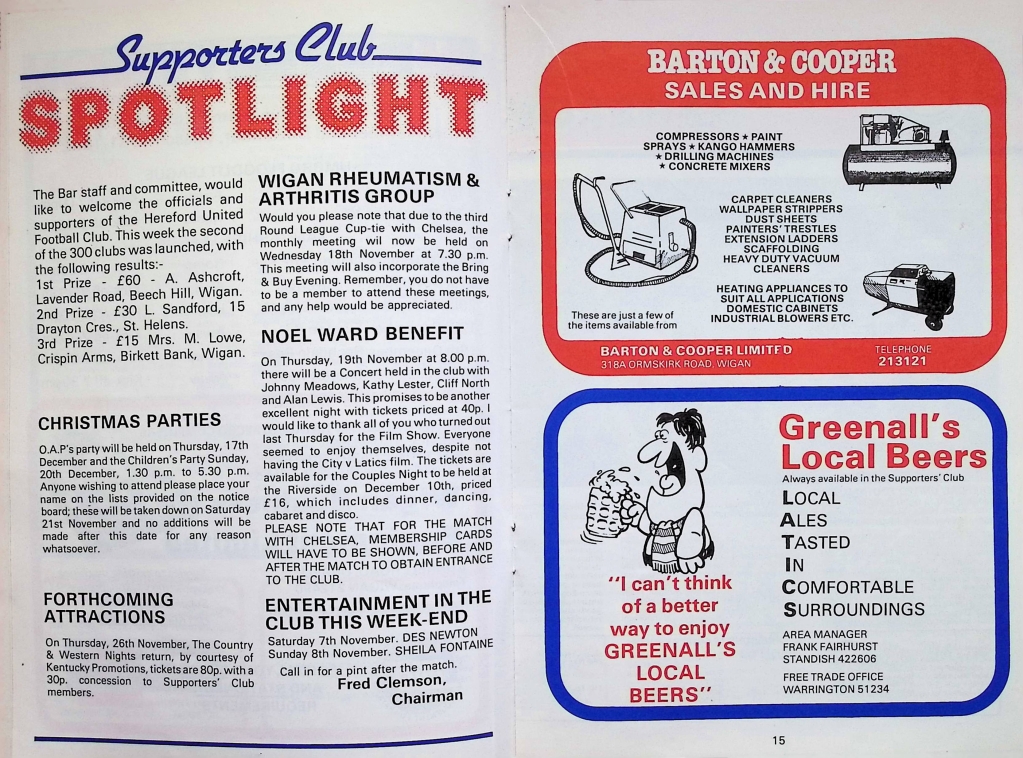 Supporters Club
SPOTLIGHT
The Bar staff and committee, would
like to welcome the officials and
supporters of the Hereford United
Football Club. This week the second
of the 300 clubs was launched, with
the following results:-
1st Prize - £60 - A. Ashcroft,
Lavender Road, Beech Hill, Wigan.
2nd Prize - £30 L. Sandford, 15
Drayton Cres., St. Helens.
3rd Prize - £15 Mrs. M. Lowe,
Crispin Arms, Birkett Bank, Wigan.
CHRISTMAS PARTIES
O.A.P's party will be held on Thursday, 17th
December and the Children's Party Sunday,
20th December, 1.30 p.m. to 5.30 p.m.
Anyone wishing to attend please place your
name on the lists provided on the notice
board; these will be taken down on Saturday
21st November and no additions will be
made after this date for any reason
whatsoever.
FORTHCOMING
ATTRACTIONS
On Thursday, 26th November, The Country
& Western Nights return, by courtesy of
Kentucky Promotions, tickets are 80p. with a
30p. concession to Supporters' Club
members.
WIGAN RHEUMATISM &
ARTHRITIS GROUP
Would you please note that due to the third
Round League Cup-tie with Chelsea, the
monthly meeting wil now be held on
Wednesday 18th November at 7.30 p.m.
This meeting will also incorporate the Bring
& Buy Evening. Remember, you do not have
to be a member to attend these meetings,
and any help would be appreciated.
NOEL WARD BENEFIT
On Thursday, 19th November at 8.00 p.m.
there will be a Concert held in the club with
Johnny Meadows, Kathy Lester, Cliff North
and Alan Lewis. This promises to be another
excellent night with tickets priced at 40p. I
would like to thank all of you who turned out
last Thursday for the Film Show. Everyone
seemed to enjoy themselves, despite not
having the City v Latics film. The tickets are
available for the Couples Night to be held at
the Riverside on December 10th, priced
£16, which includes dinner, dancing,
cabaret and disco.
PLEASE NOTE THAT FOR THE MATCH
WITH CHELSEA, MEMBERSHIP CARDS
WILL HAVE TO BE SHOWN, BEFORE AND
AFTER THE MATCH TO OBTAIN ENTRANCE
TO THE CLUB.
ENTERTAINMENT IN THE
CLUB THIS WEEK-END
Saturday 7th November. DES NEWTON
Sunday 8th November. SHEILA FONTAINE
Call in for a pint after the match.
Fred Clemson,
Chairman
BARTON & COOPER
SALES AND HIRE
COMPRESSORS ★ PAINT
SPRAYS ★ KANGO HAMMERS
★ DRILLING MACHINES
★ CONCRETE MIXERS
CARPET CLEANERS
WALLPAPER STRIPPERS
DUST SHEETS
PAINTERS' TRESTLES
EXTENSION LADDERS
SCAFFOLDING
HEAVY DUTY VACUUM
CLEANERS
HEATING APPLIANCES TO
SUIT ALL APPLICATIONS
DOMESTIC CABINETS
INDUSTRIAL BLOWERS ETC.
These are just a few of
the items available from
BARTON & COOPER LIMITED
318A ORMSKIRK ROAD, WIGAN
TELEPHONE
213121
Greenall's
Local Beers
Always available in the Supporters' Club
LOCAL
ALES
TASTED
IN
COMFORTABLE
SURROUNDINGS
"I can't think
of a better
way to enjoy
GREENALL'S
LOCAL
BEERS"
AREA MANAGER
FRANK FAIRHURST
STANDISH 422606
FREE TRADE OFFICE
WARRINGTON 51234
15